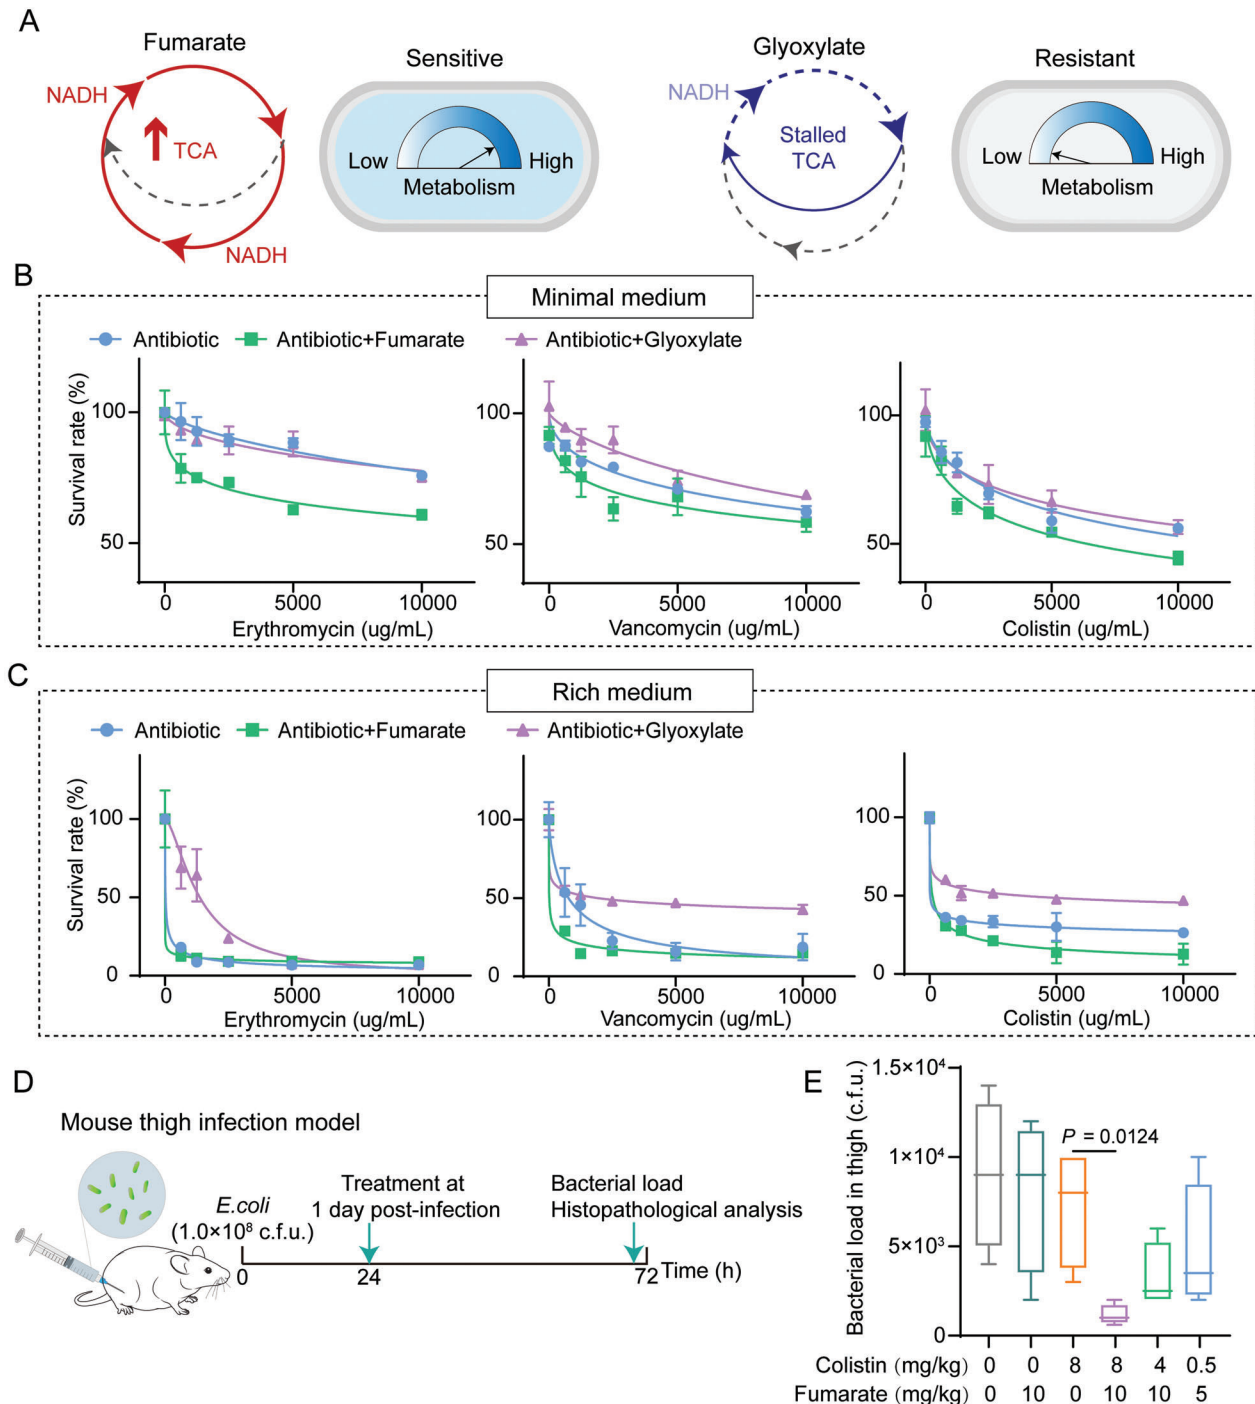 A
Fumarate
NADH
TCA
NADH
Sensitive
Low
High
Metabolism
Glyoxylate
NADH
Stalled
TCA
Resistant
Low
High
Metabolism
B
Minimal medium
Antibiotic
Antibiotic+Fumarate
Antibiotic+Glyoxylate
Survival rate (%)
100
50
0
5000
10000
Erythromycin (ug/mL)
100
50
0
5000
10000
Vancomycin (ug/mL)
100
50
0
5000
10000
Colistin (ug/mL)
C
Rich medium
Antibiotic
Antibiotic+Fumarate
Antibiotic+Glyoxylate
Survival rate (%)
100
50
0
0
5000
10000
Erythromycin (ug/mL)
100
50
0
0
5000
10000
Vancomycin (ug/mL)
100
50
0
0
5000
10000
Colistin (ug/mL)
D
Mouse thigh infection model
E.coli
(1.0×10⁸ c.f.u.)
Treatment at
1 day post-infection
Bacterial load
Histopathological analysis
0
24
72
Time (h)
E
Bacterial load in thigh (c.f.u.)
1.5×10⁴
1×10⁴
5×10³
0
P = 0.0124
Colistin (mg/kg) 0 0 8 8 4 0.5
Fumarate (mg/kg) 0 10 0 10 10 5